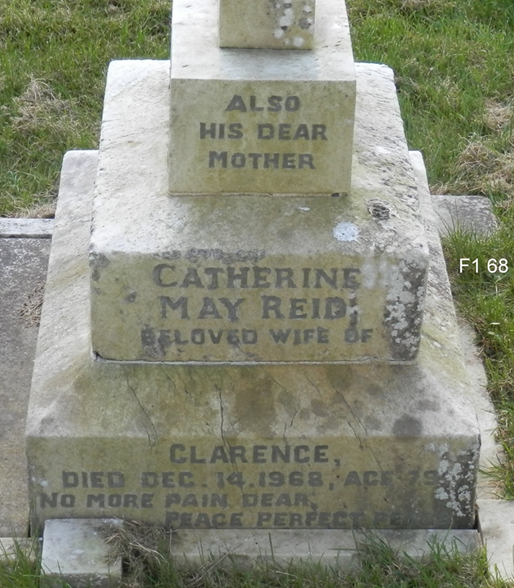 ALSO
HIS DEAR
MOTHER
CATHERINE
MAY REID,
BELOVED WIFE OF
CLARENCE,
DIED DEC. 14, 1968, AGE 79
NO MORE PAIN, DEAR,
PEACE PERFECT
F1 68